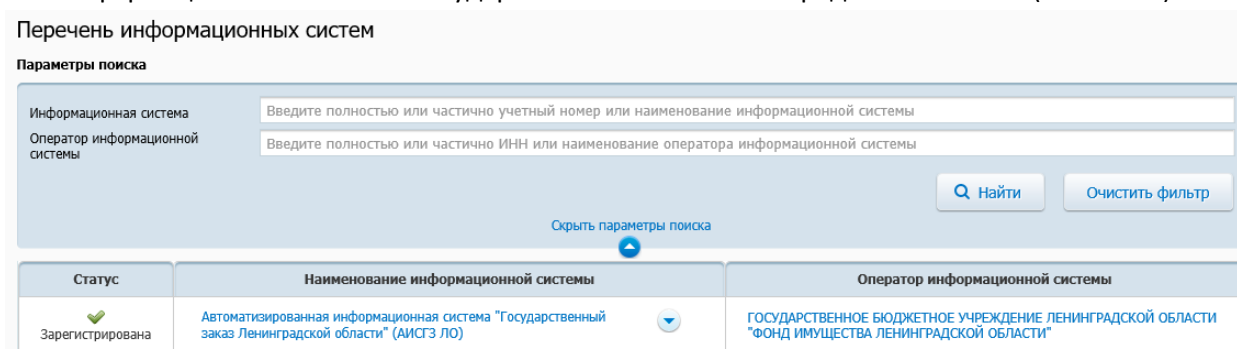 Перечень информационных систем
Параметры поиска
Информационная система
Введите полностью или частично учетный номер или наименование информационной системы
Оператор информационной
системы
Введите полностью или частично ИНН или наименование оператора информационной системы
Найти
Очистить фильтр
Скрыть параметры поиска
Статус
Наименование информационной системы
Оператор информационной системы
Зарегистрирована
Автоматизированная информационная система "Государственный
заказ Ленинградской области" (АИСГЗ ЛО)
ГОСУДАРСТВЕННОЕ БЮДЖЕТНОЕ УЧРЕЖДЕНИЕ ЛЕНИНГРАДСКОЙ ОБЛАСТИ
"ФОНД ИМУЩЕСТВА ЛЕНИНГРАДСКОЙ ОБЛАСТИ"